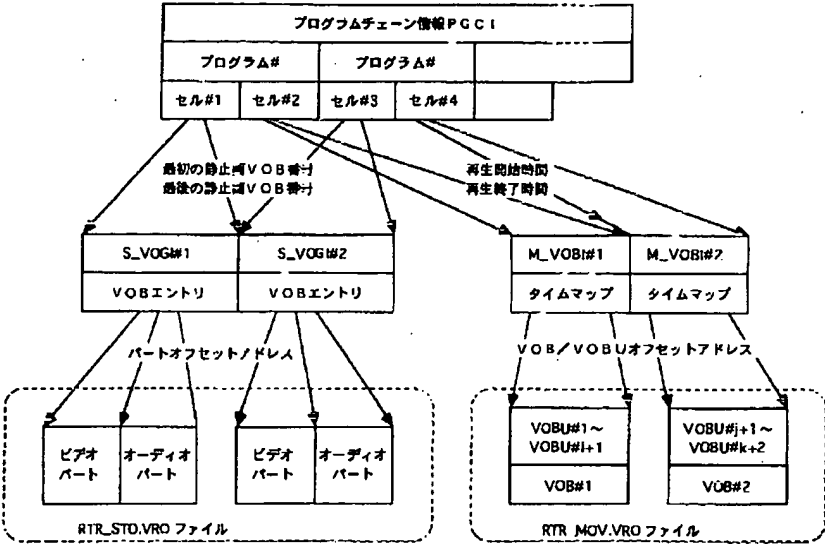 プログラムチェーン情報PGCI
プログラム#
プログラム#
セル#1
セル#2
セル#3
セル#4
最初の静止画VOB番号
最後の静止画VOB番号
再生開始時間
再生終了時間
S_VOGI#1
S_VOGI#2
M_VOBI#1
M_VOBI#2
VOBエントリ
VOBエントリ
タイムマップ
タイムマップ
パートオフセットアドレス
VOB/VOBUオフセットアドレス
ビデオ
パート
オーディオ
パート
ビデオ
パート
オーディオ
パート
VOBU#1~
VOBU#i+1
VOB#1
VOBU#j+1~
VOBU#k+2
VOB#2
RTR_STO.VRO ファイル
RTR_MOV.VRO ファイル